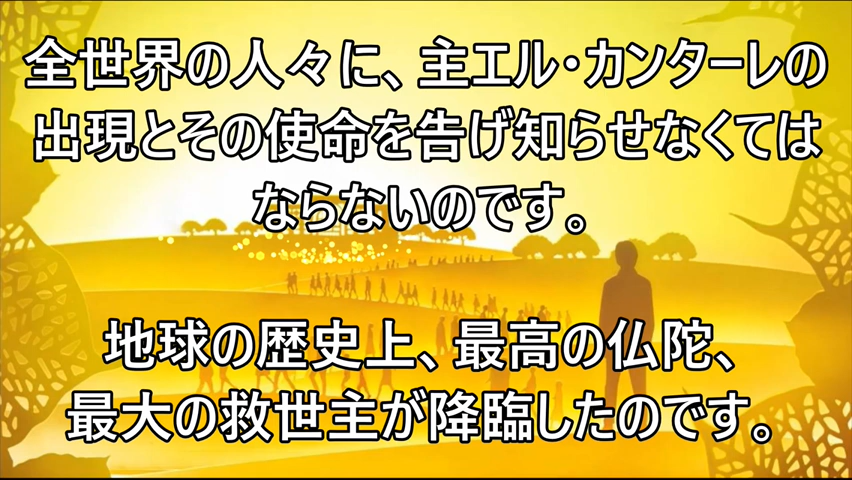 全世界の人々に、主エル・カンターレの
出現とその使命を告げ知らせなくては
ならないのです。
地球の歴史上、最高の仏陀、
最大の救世主が降臨したのです。